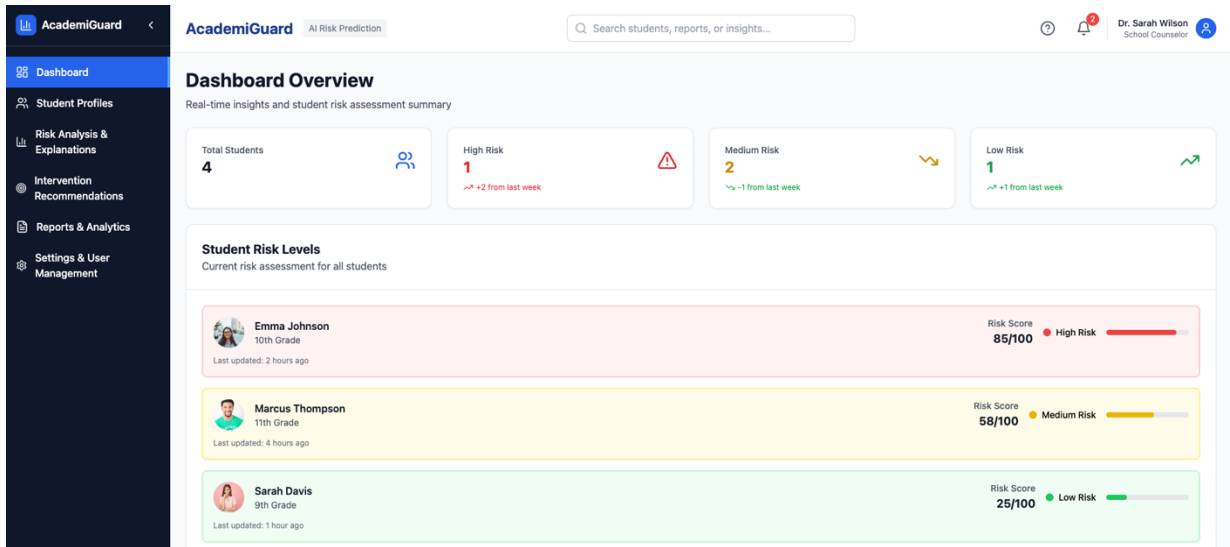 AcademiGuard
Dashboard
Student Profiles
Risk Analysis &
Explanations
Intervention
Recommendations
Reports & Analytics
Settings & User
Management
AcademiGuard AI Risk Prediction
Search students, reports, or insights...
2
Dr. Sarah Wilson
School Counselor
Dashboard Overview
Real-time insights and student risk assessment summary
Total Students
4
High Risk
1
+2 from last week
Medium Risk
2
-1 from last week
Low Risk
1
+1 from last week
Student Risk Levels
Current risk assessment for all students
Emma Johnson
10th Grade
Last updated: 2 hours ago
Risk Score
85/100
High Risk
Marcus Thompson
11th Grade
Last updated: 4 hours ago
Risk Score
58/100
Medium Risk
Sarah Davis
9th Grade
Last updated: 1 hour ago
Risk Score
25/100
Low Risk